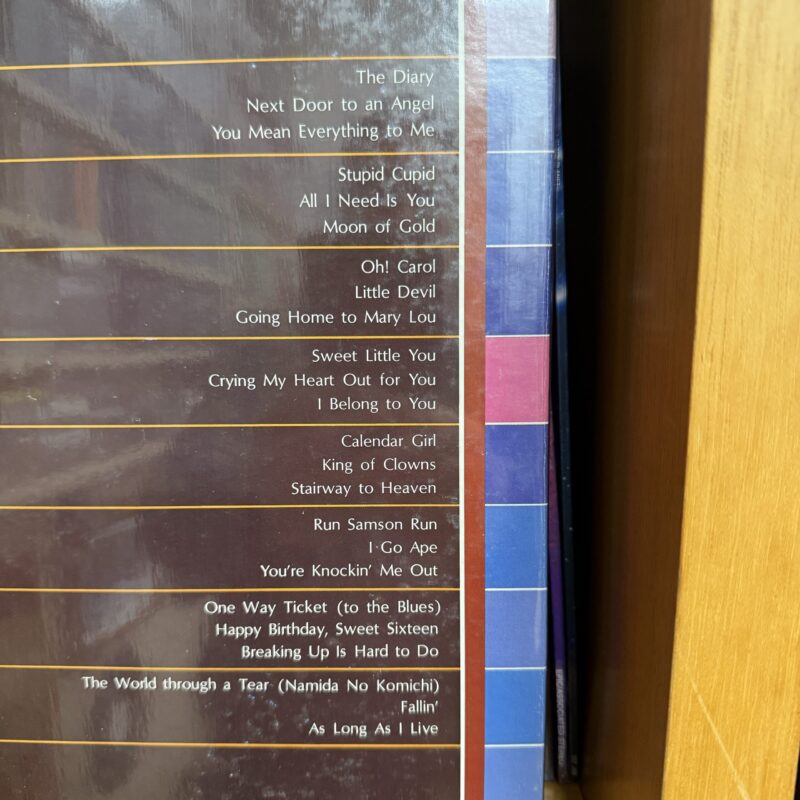 The Diary
Next Door to an Angel
You Mean Everything to Me
Stupid Cupid
All I Need Is You
Moon of Gold
Oh! Carol
Little Devil
Going Home to Mary Lou
Sweet Little You
Crying My Heart Out for You
I Belong to You
Calendar Girl
King of Clowns
Stairway to Heaven
Run Samson Run
I Go Ape
You're Knockin' Me Out
One Way Ticket (to the Blues)
Happy Birthday, Sweet Sixteen
Breaking Up Is Hard to Do
The World through a Tear (Namida No Komichi)
Fallin'
As Long As I Live